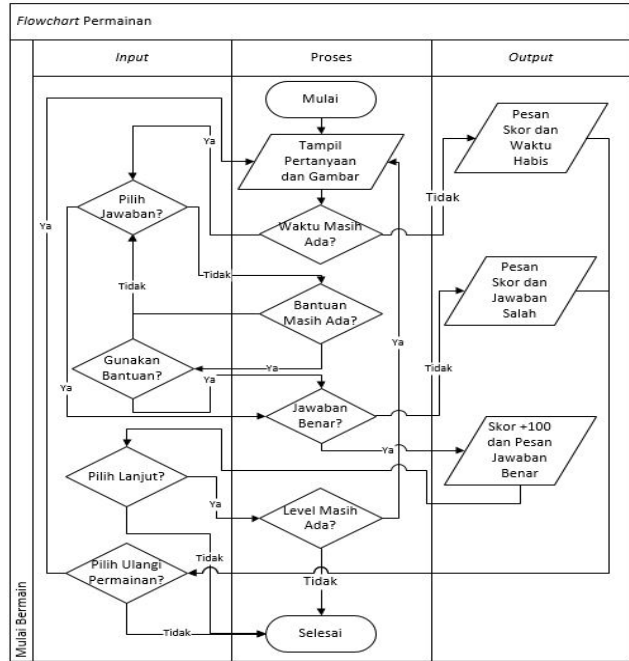 Flowchart Permainan
Input
Proses
Output
Mulai Bermain
Mulai
Tampil
Pertanyaan
dan Gambar
Waktu Masih
Ada?
Ya
Tidak
Pesan
Skor dan
Waktu
Habis
Pilih
Jawaban?
Ya
Tidak
Bantuan
Masih Ada?
Tidak
Ya
Pesan
Skor dan
Jawaban
Salah
Gunakan
Bantuan?
Ya
Ya
Jawaban
Benar?
Tidak
Ya
Skor +100
dan Pesan
Jawaban
Benar
Ya
Pilih Lanjut?
Ya
Tidak
Level Masih
Ada?
Tidak
Pilih Ulangi
Permainan?
Tidak
Selesai